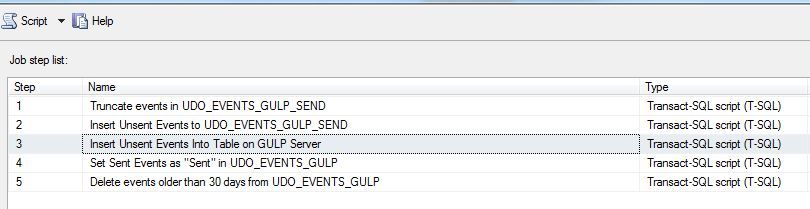 Script Help
Job step list:
Step Name Type
1 Truncate events in UDO_EVENTS_GULP_SEND Transact-SQL script (T-SQL)
2 Insert Unsent Events to UDO_EVENTS_GULP_SEND Transact-SQL script (T-SQL)
3 Insert Unsent Events Into Table on GULP Server Transact-SQL script (T-SQL)
4 Set Sent Events as "Sent" in UDO_EVENTS_GULP Transact-SQL script (T-SQL)
5 Delete events older than 30 days from UDO_EVENTS_GULP Transact-SQL script (T-SQL)